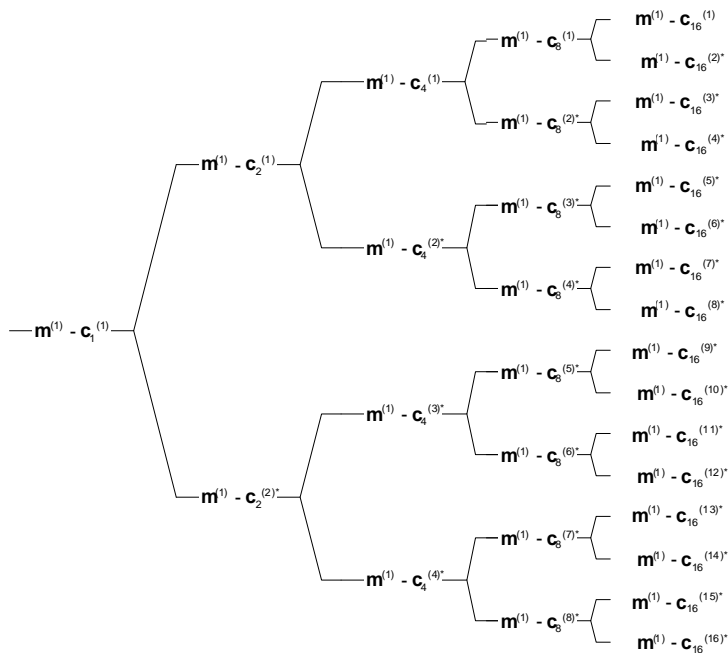 m(1) - c16(1)
m(1) - c8(1)
m(1) - c16(2)*
m(1) - c4(1)
m(1) - c16(3)*
m(1) - c8(2)*
m(1) - c16(4)*
m(1) - c2(1)
m(1) - c16(5)*
m(1) - c8(3)*
m(1) - c16(6)*
m(1) - c4(2)*
m(1) - c16(7)*
m(1) - c8(4)*
m(1) - c16(8)*
m(1) - c1(1)
m(1) - c16(9)*
m(1) - c8(5)*
m(1) - c16(10)*
m(1) - c4(3)*
m(1) - c16(11)*
m(1) - c8(6)*
m(1) - c16(12)*
m(1) - c2(2)*
m(1) - c16(13)*
m(1) - c8(7)*
m(1) - c16(14)*
m(1) - c4(4)*
m(1) - c16(15)*
m(1) - c8(8)*
m(1) - c16(16)*